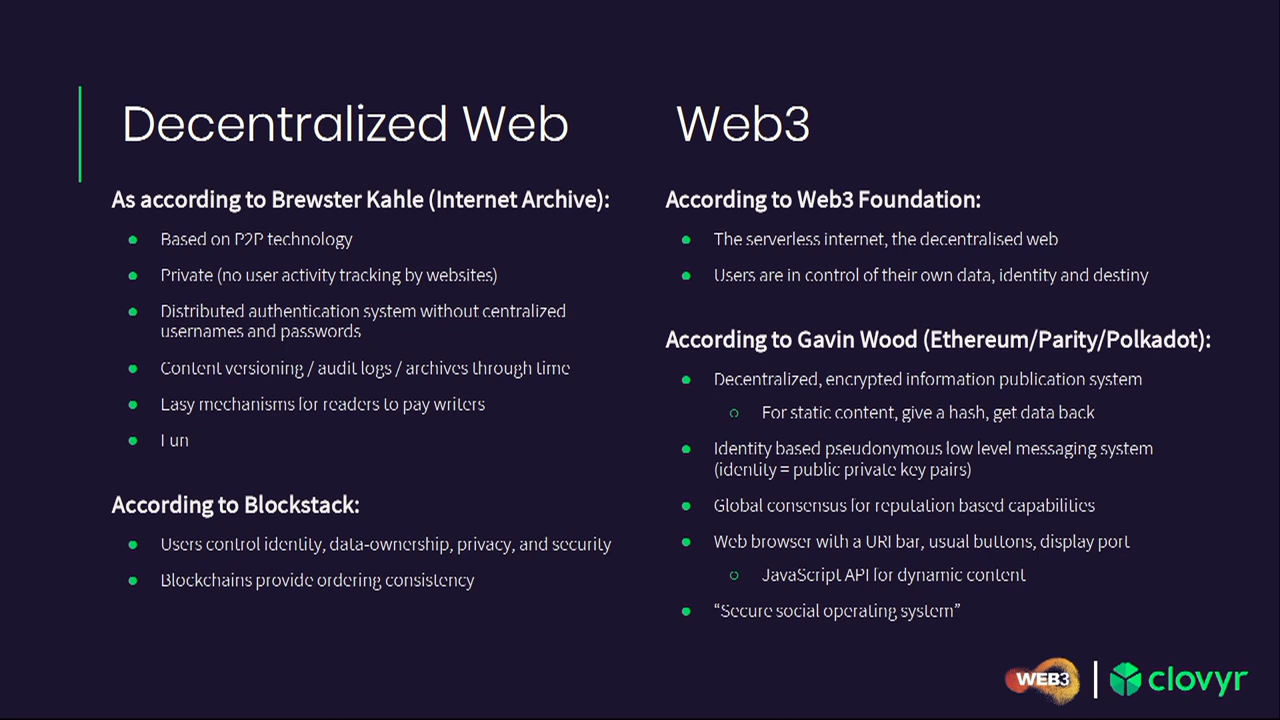 Decentralized Web
As according to Brewster Kahle (Internet Archive):
Based on P2P technology
Private (no user activity tracking by websites)
Distributed authentication system without centralized
usernames and passwords
Content versioning / audit logs / archives through time
Easy mechanisms for readers to pay writers
Fun
According to Blockstack:
Users control identity, data-ownership, privacy, and security
Blockchains provide ordering consistency
Web3
According to Web3 Foundation:
The serverless internet, the decentralised web
Users are in control of their own data, identity and destiny
According to Gavin Wood (Ethereum/Parity/Polkadot):
Decentralized, encrypted information publication system
For static content, give a hash, get data back
Identity based pseudonymous low level messaging system
(identity = public private key pairs)
Global consensus for reputation based capabilities
Web browser with a URI bar, usual buttons, display port
JavaScript API for dynamic content
“Secure social operating system”
WEB3
clovyr